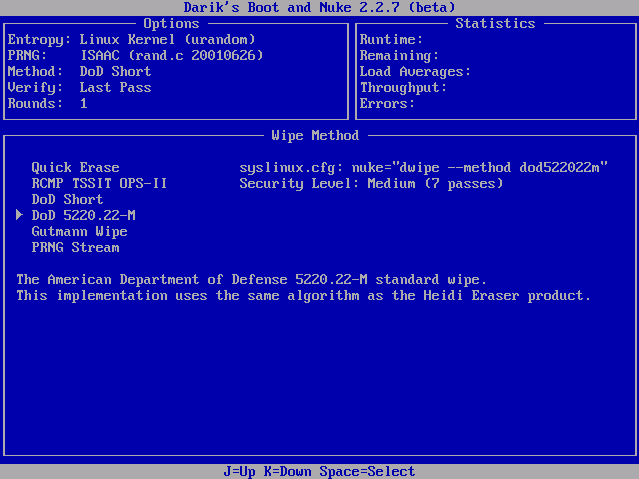 Darik's Boot and Nuke 2.2.7 (beta)
Options
Entropy: Linux Kernel (urandom)
PRNG: ISAAC (rand.c 20010626)
Method: DoD Short
Verify: Last Pass
Rounds: 1
Statistics
Runtime:
Remaining:
Load Averages:
Throughput:
Errors:
Wipe Method
Quick Erase
RCMP TSSIT OPS-II
DoD Short
DoD 5220.22-M
Gutmann Wipe
PRNG Stream
syslinux.cfg: nuke="dwipe --method dod522022m"
Security Level: Medium (7 passes)
The American Department of Defense 5220.22-M standard wipe.
This implementation uses the same algorithm as the Heidi Eraser product.
J=Up K=Down Space=Select